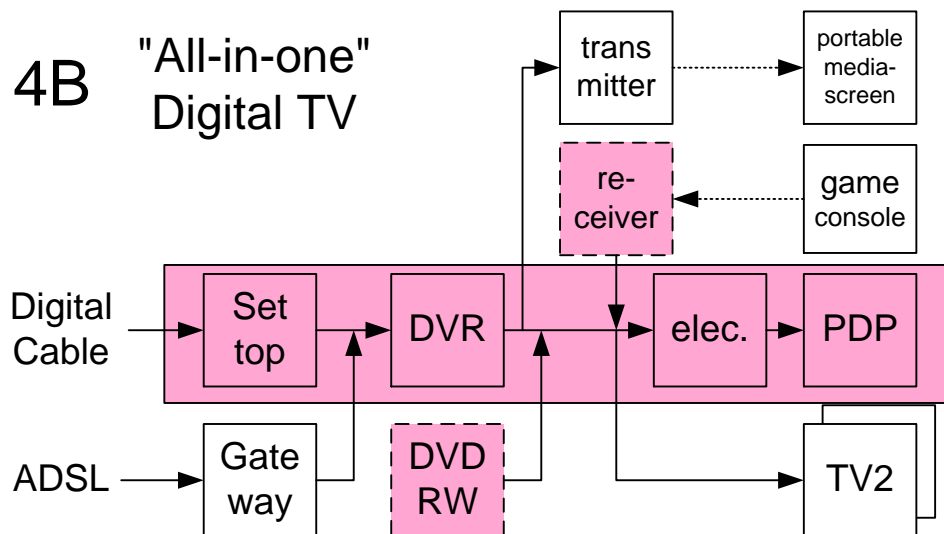 4B
"All-in-one"
Digital TV
trans
mitter
portable
media-
screen
re-
ceiver
game
console
Digital
Cable
Set
top
DVR
elec.
PDP
ADSL
Gate
way
DVD
RW
TV2